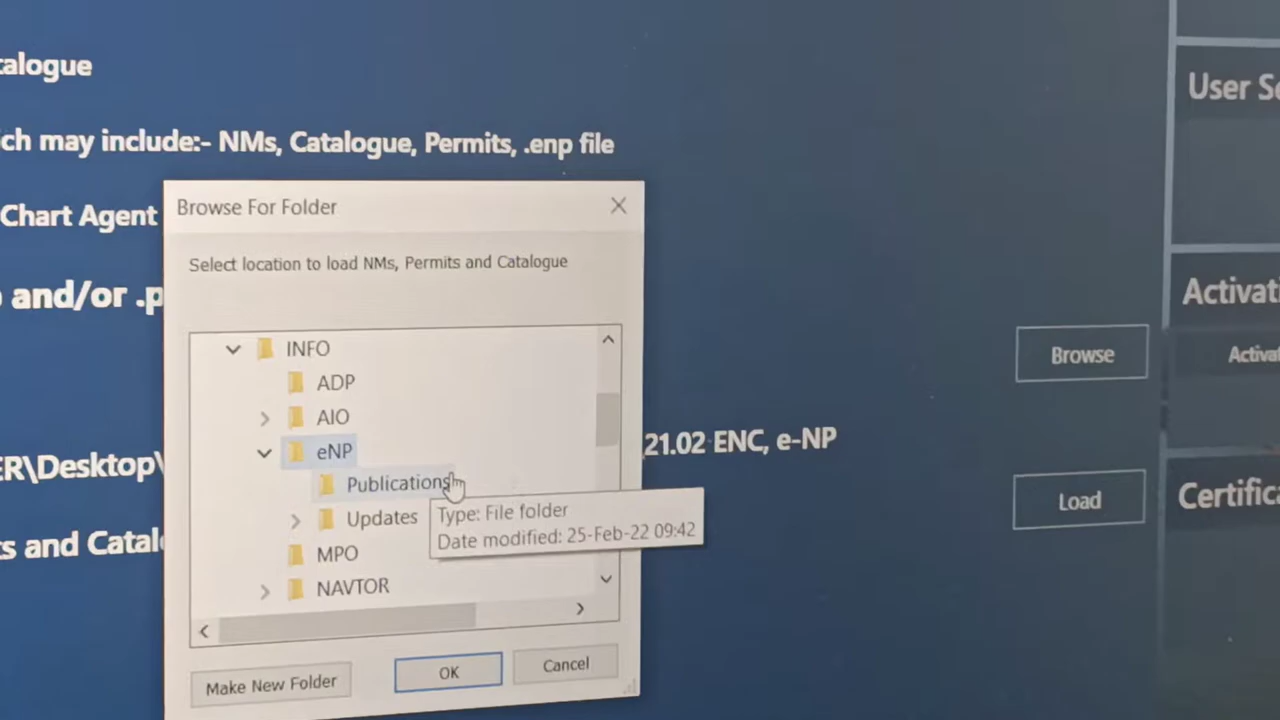 talogue
ch may include:- NMs, Catalogue, Permits, .enp file
Chart Agent
and/or .p
Browse For Folder
Select location to load NMs, Permits and Catalogue
INFO
ADP
AIO
eNP
Publications
Updates
MPO
NAVTOR
Type: File folder
Date modified: 25-Feb-22 09:42
Make New Folder
OK
Cancel
ER\Desktop\
21.02 ENC, e-NP
ts and Catal
Browse
Load
User Se
Activati
Activa
Certifica